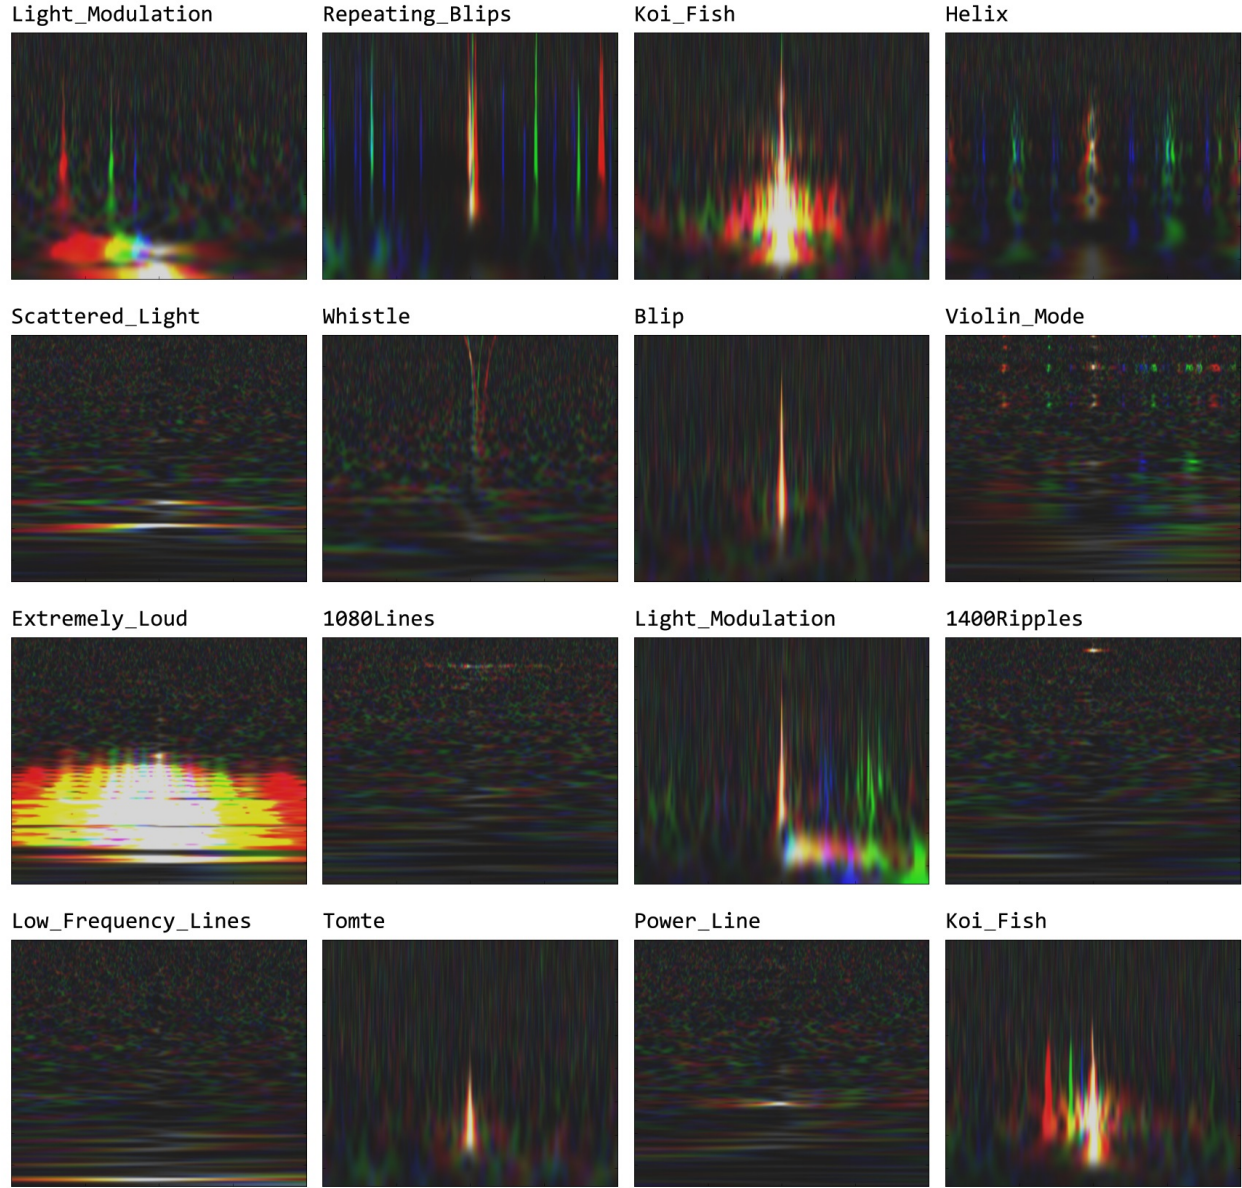 Light_Modulation
Repeating_Blips
Koi_Fish
Helix
Scattered_Light
Whistle
Blip
Violin_Mode
Extremely_Loud
1080Lines
Light_Modulation
1400Ripples
Low_Frequency_Lines
Tomte
Power_Line
Koi_Fish